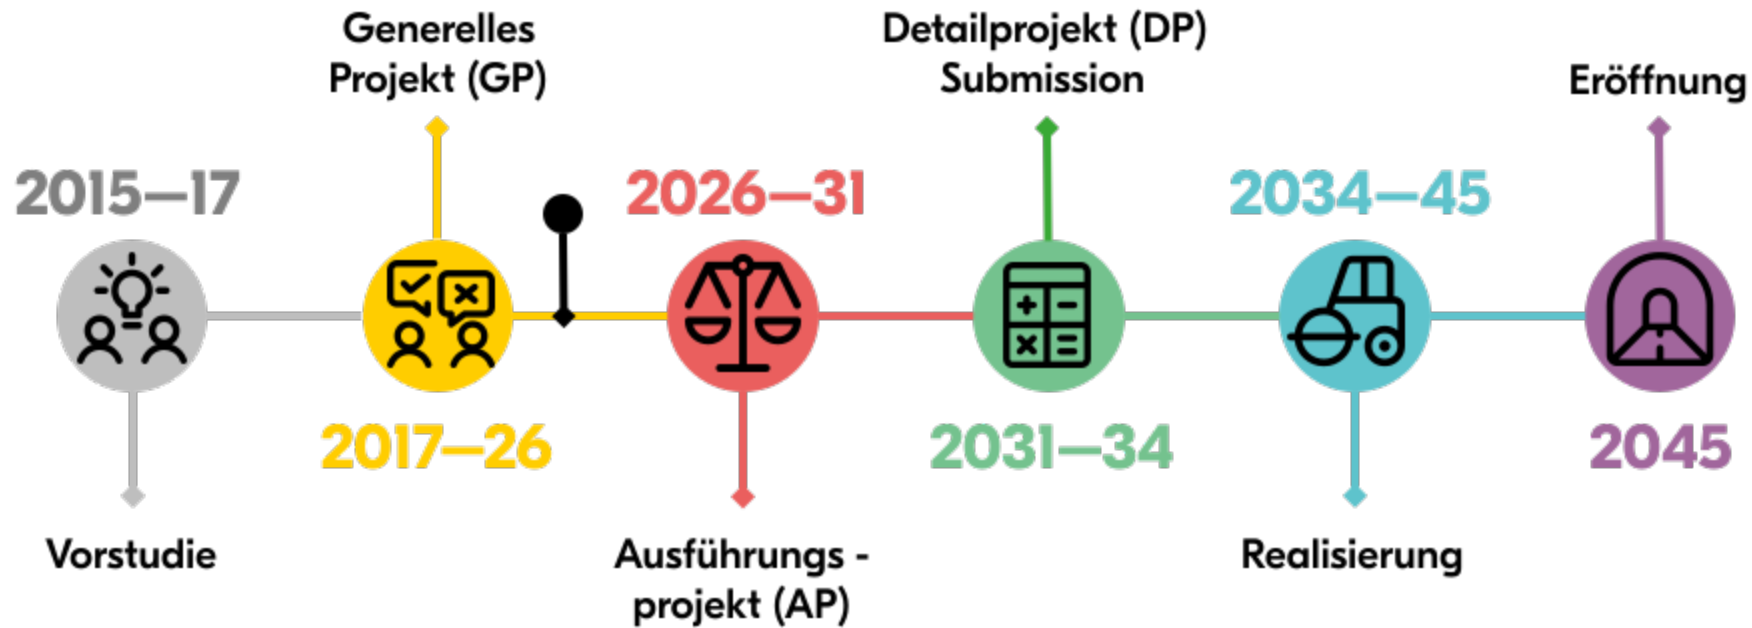 2015—17
Vorstudie
Generelles
Projekt (GP)
2017—26
2026—31
Ausführungs -
projekt (AP)
Detailprojekt (DP)
Submission
2031—34
2034—45
Realisierung
Eröffnung
2045